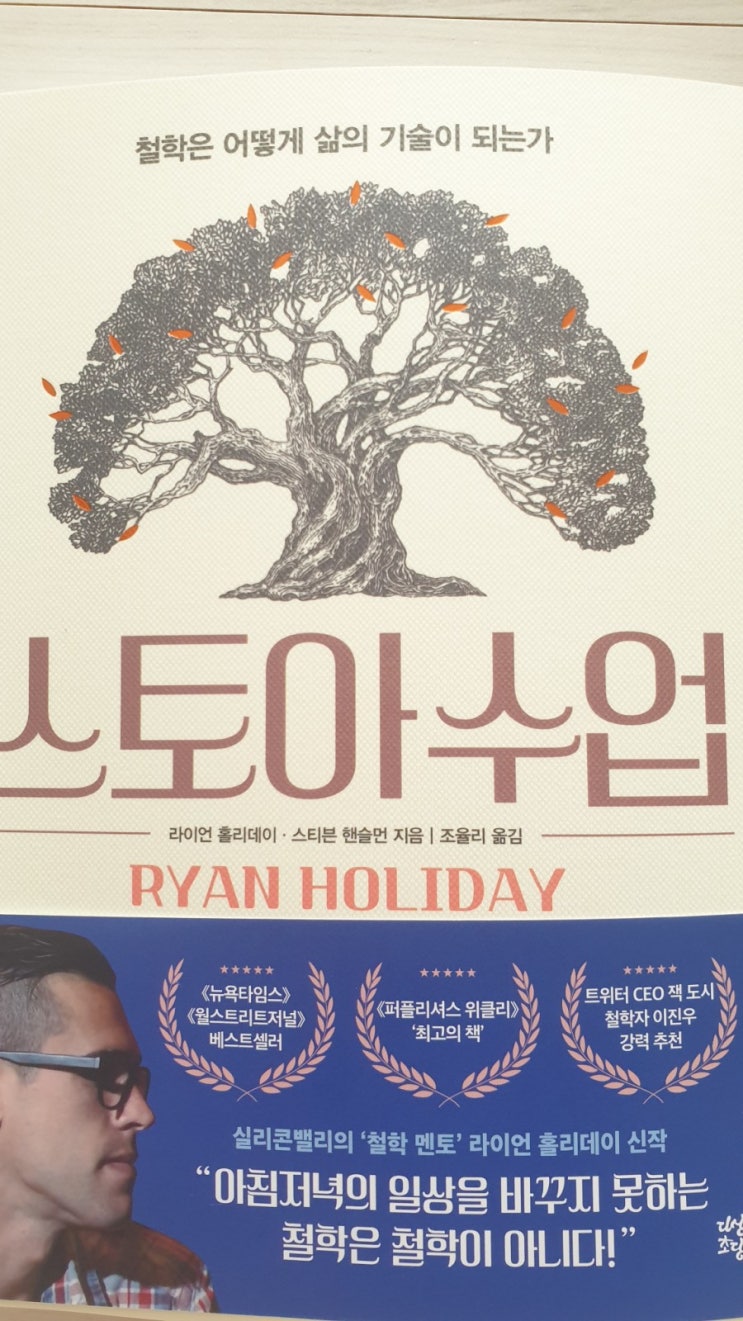 철학은 어떻게 삶의 기술이 되는가
스토아 수업
라이언 홀리데이 · 스티븐 핸슬먼 지음 | 조율리 옮김
RYAN HOLIDAY
《뉴욕타임스》
《월스트리트저널》
베스트셀러
《퍼플리셔스 위클리》
‘최고의 책’
트위터 CEO 잭 도시
철학자 이진우
강력 추천
실리콘밸리의 ‘철학 멘토’ 라이언 홀리데이 신작
“아침저녁의 일상을 바꾸지 못하는
철학은 철학이 아니다!”
다산
초당